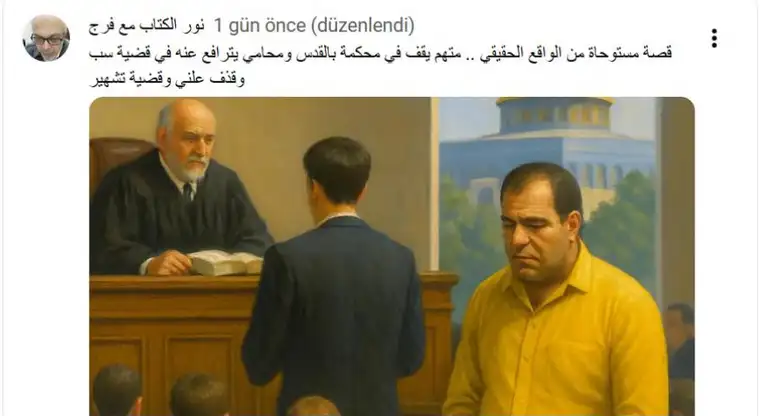 نور الكتاب مع فرج 1 gün önce (düzenlendi)
قصة مستوحاة من الواقع الحقيقي .. متهم يقف في محكمة بالقدس ومحامي يترافع عنه في قضية سب
وقذف علني وقضية تشهير